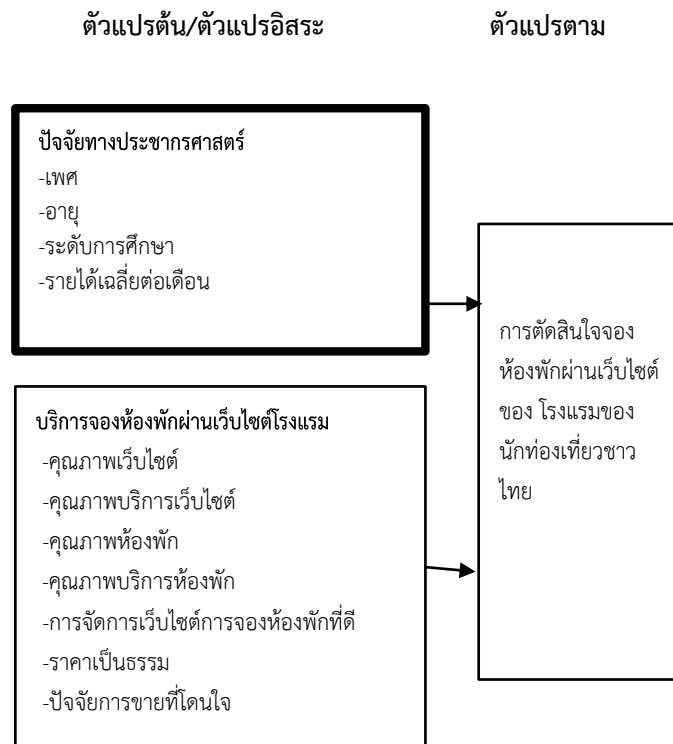 ตัวแปรต้น/ตัวแปรอิสระ
ตัวแปรตาม
ปัจจัยทางประชากรศาสตร์
-เพศ
-อายุ
-ระดับการศึกษา
-รายได้เฉลี่ยต่อเดือน
การตัดสินใจจอง
ห้องพักผ่านเว็บไซต์
ของ โรงแรมของ
นักท่องเที่ยวชาว
ไทย
บริการจองห้องพักผ่านเว็บไซต์โรงแรม
-คุณภาพเว็บไซต์
-คุณภาพบริการเว็บไซต์
-คุณภาพห้องพัก
-คุณภาพบริการห้องพัก
-การจัดการเว็บไซต์การจองห้องพักที่ดี
-ราคาเป็นธรรม
-ปัจจัยการขายที่โดนใจ